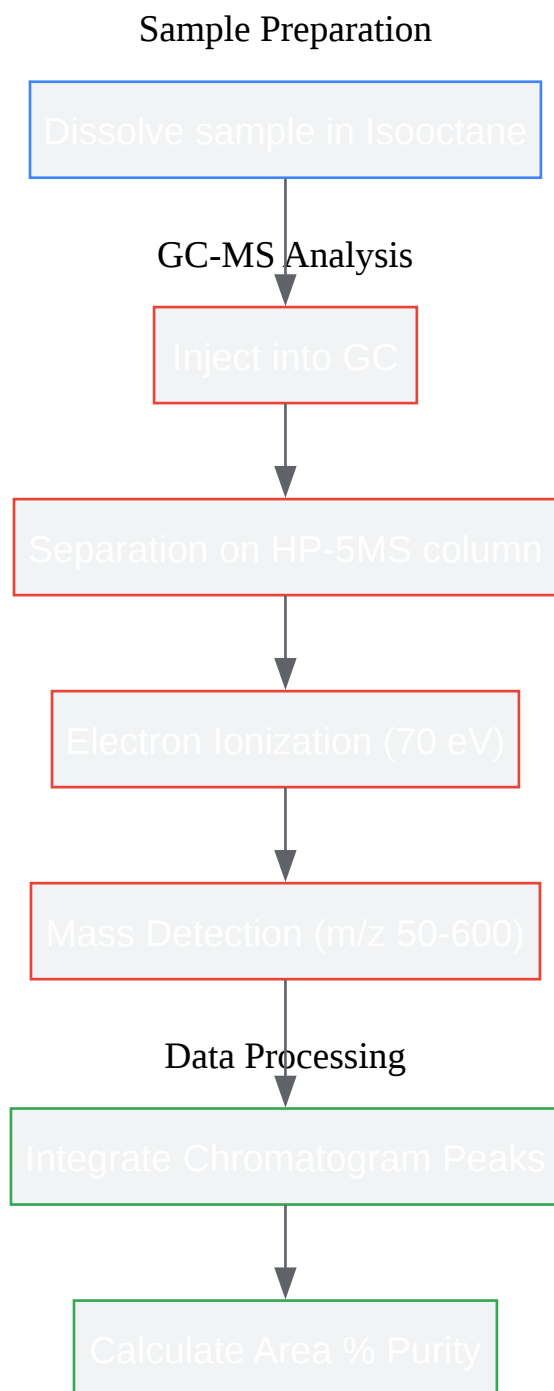 Sample Preparation
Dissolve sample in Isooctane
GC-MS Analysis
Inject into GC
Separation on HP-5MS column
Electron Ionization (70 eV)
Mass Detection (m/z 50-600)
Data Processing
Integrate Chromatogram Peaks
Calculate Area % Purity